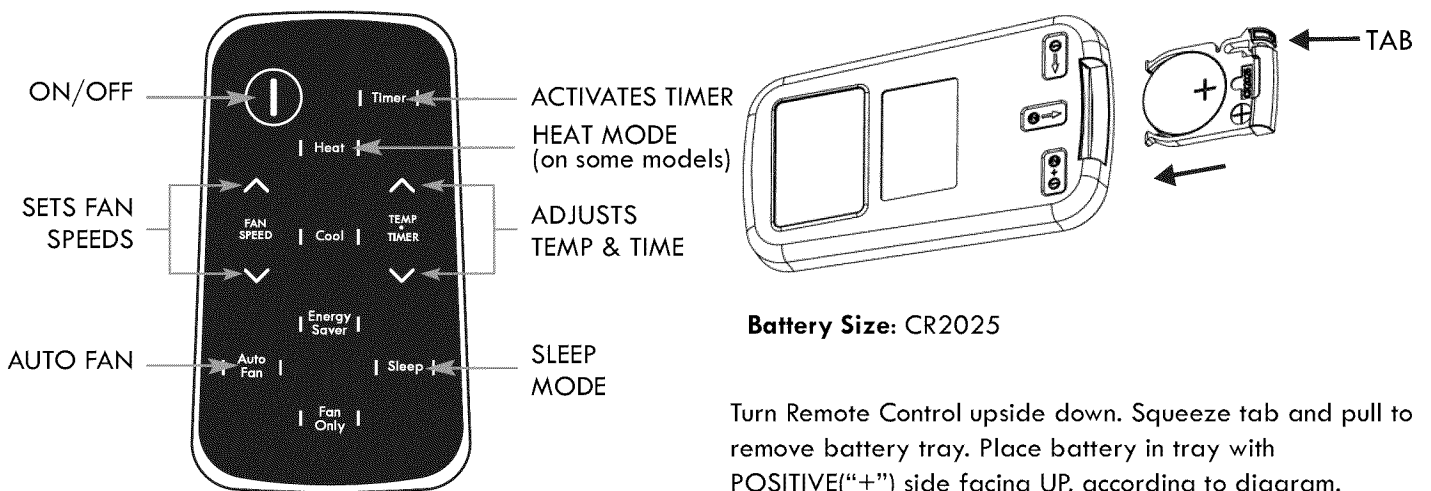 ON/OFF
Timer
ACTIVATES TIMER
Heat
HEAT MODE
(on some models)
SETS FAN
SPEEDS
FAN
SPEED
Cool
TEMP
TIMER
ADJUSTS
TEMP & TIME
Energy
Saver
AUTO FAN
Auto
Fan
Sleep
SLEEP
MODE
Fan
Only
TAB
+
Battery Size: CR2025
Turn Remote Control upside down. Squeeze tab and pull to
remove battery tray. Place battery in tray with
POSITIVE("+") side facing UP, according to diagram.